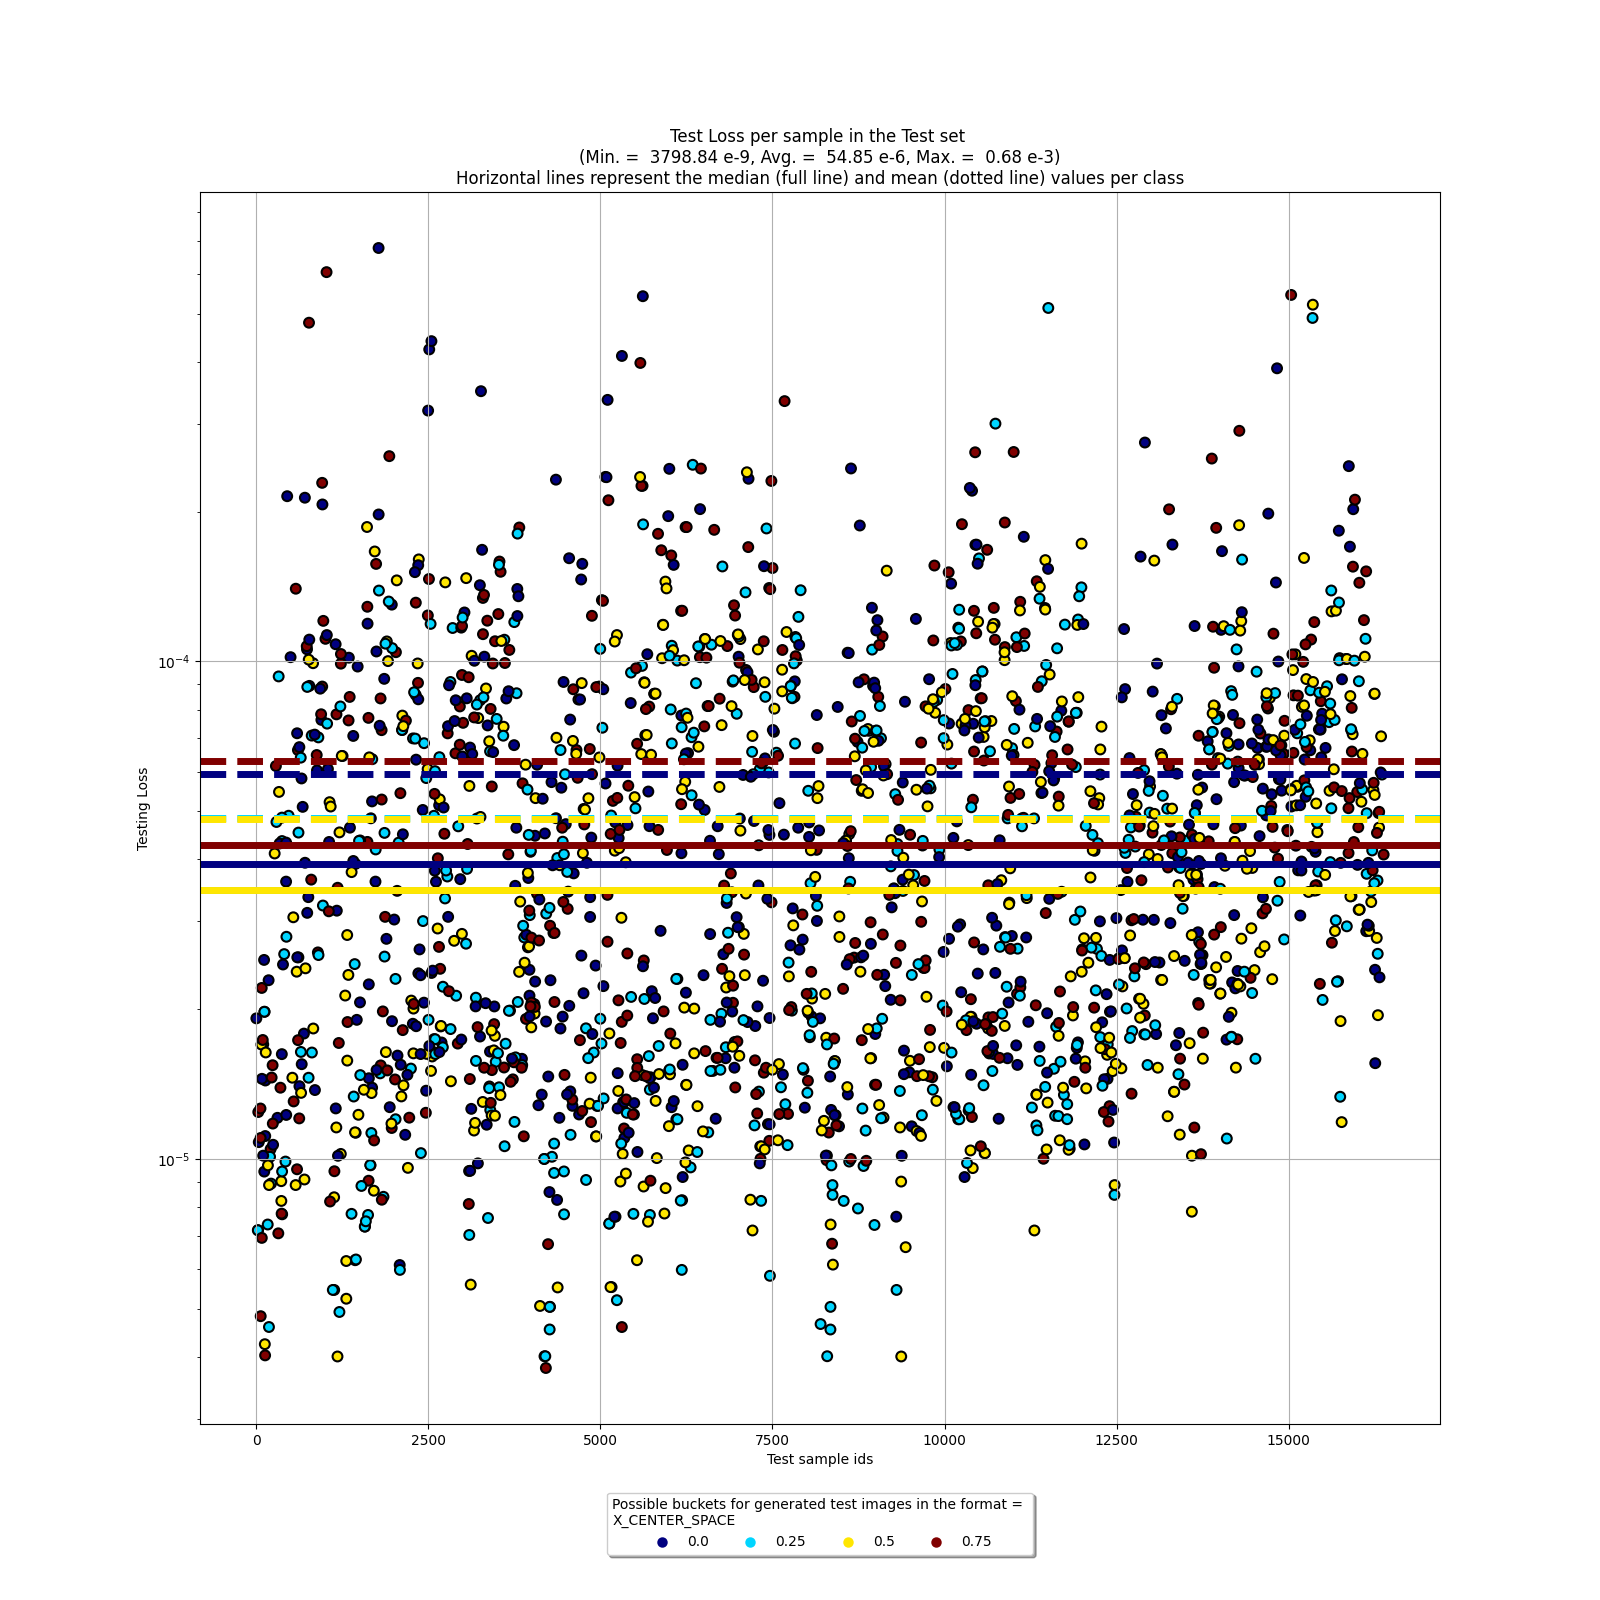 Test Loss per sample in the Test set
(Min. =  3798.84 e-9, Avg. =  54.85 e-6, Max. =  0.68 e-3)
Horizontal lines represent the median (full line) and mean (dotted line) values per class
Testing Loss
10⁻⁴
10⁻⁵
0 2500 5000 7500 10000 12500 15000
Test sample ids
Possible buckets for generated test images in the format =
X_CENTER_SPACE
0.0 0.25 0.5 0.75